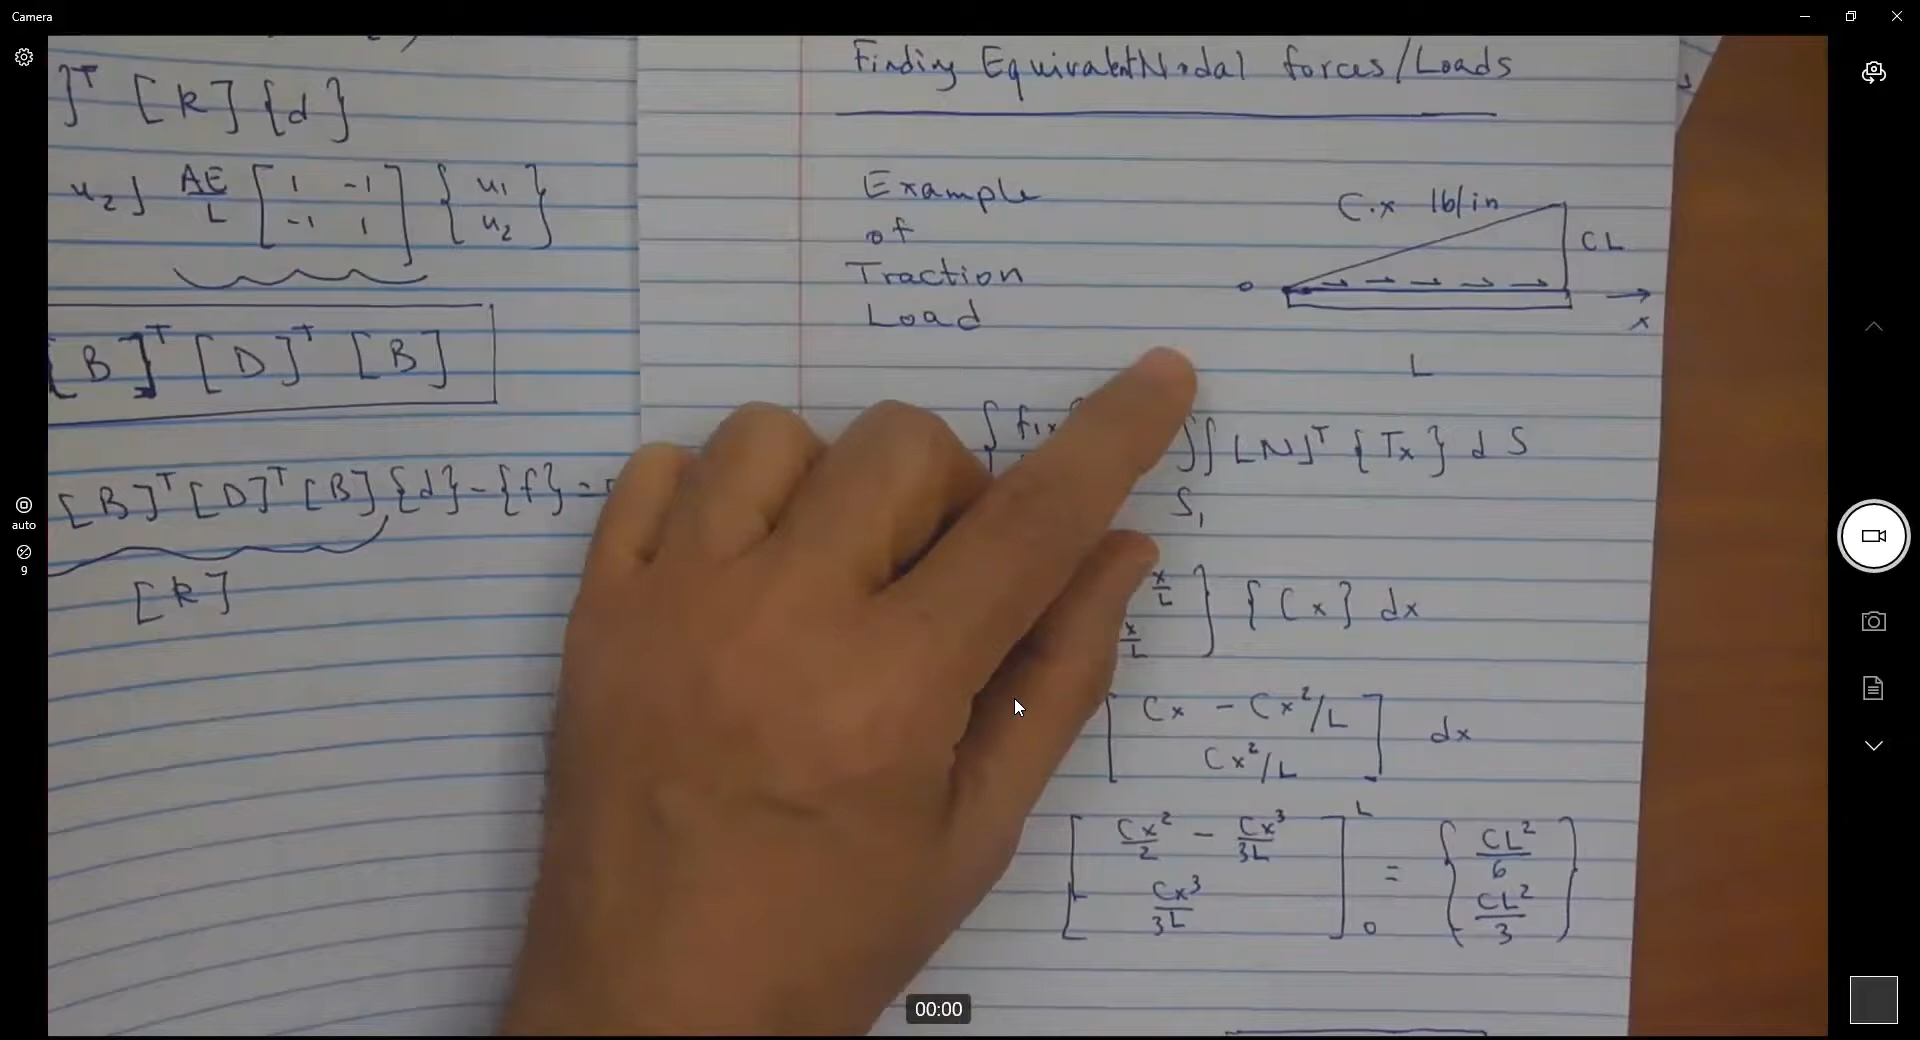 Camera
]ᵀ [k] {d}
u₂⌋ AE/L [1 -1; -1 1] {u₁; u₂}
[B]ᵀ [D]ᵀ [B]
[B]ᵀ [D]ᵀ [B] {d} - {f} =
[k]
Finding Equivalent Nodal forces/Loads
Example
of
Traction
Load
C.x lb/in
CL
o
x
L
f₁ₓ
∬ ⌊N⌋ᵀ {Tx} dS
S₁
x/L
x/L
{Cx} dx
[Cx - Cx²/L; Cx²/L] dx
[Cx²/2 - Cx³/3L; Cx³/3L] L 0 = {CL²/6; CL²/3}
auto
9
00:00